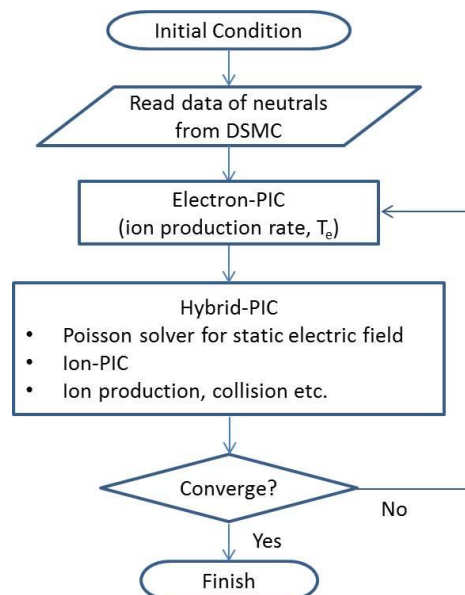 Initial Condition
Read data of neutrals
from DSMC
Electron-PIC
(ion production rate, Te)
Hybrid-PIC
• Poisson solver for static electric field
• Ion-PIC
• Ion production, collision etc.
Converge?
No
Yes
Finish